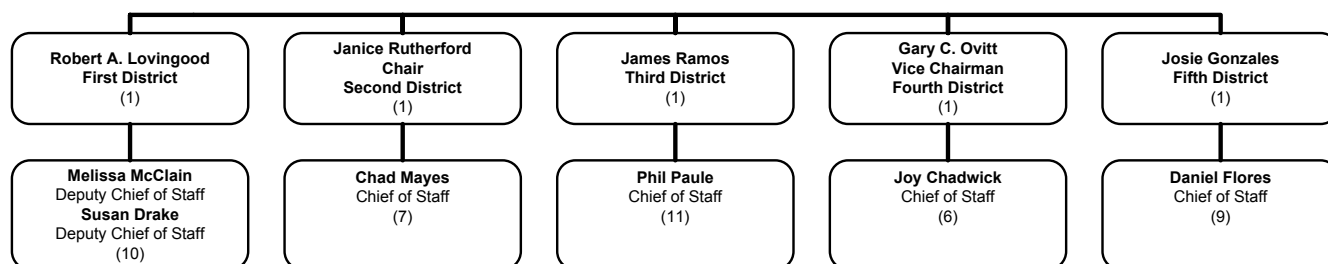 Robert A. Lovingood
First District
(1)
Janice Rutherford
Chair
Second District
(1)
James Ramos
Third District
(1)
Gary C. Ovitt
Vice Chairman
Fourth District
(1)
Josie Gonzales
Fifth District
(1)
Melissa McClain
Deputy Chief of Staff
Susan Drake
Deputy Chief of Staff
(10)
Chad Mayes
Chief of Staff
(7)
Phil Paule
Chief of Staff
(11)
Joy Chadwick
Chief of Staff
(6)
Daniel Flores
Chief of Staff
(9)